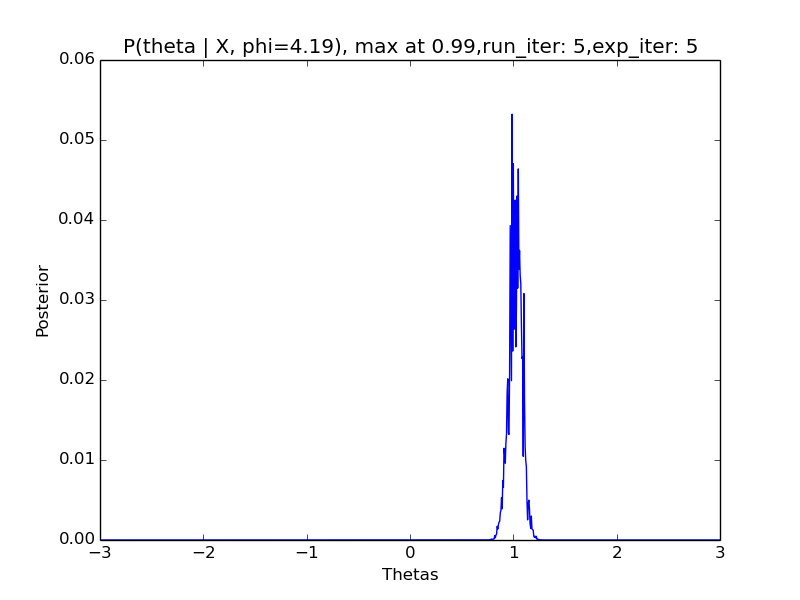 P(theta | X, phi=4.19), max at 0.99,run_iter: 5,exp_iter: 5
0.06
0.05
0.04
0.03
0.02
0.01
0.00
Posterior
−3 −2 −1 0 1 2 3
Thetas